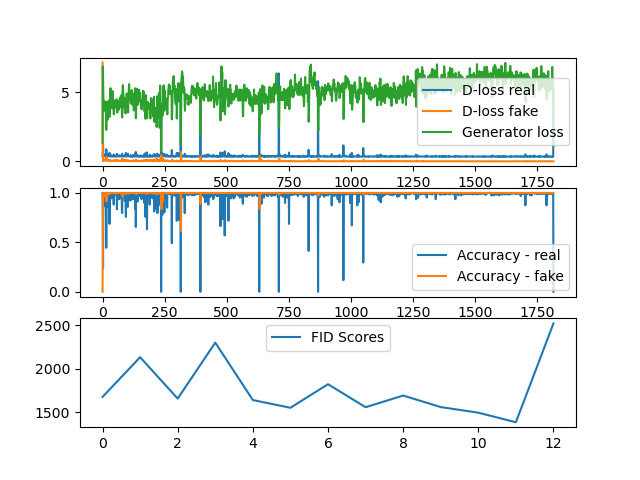 5
0
D-loss real
D-loss fake
Generator loss
0 250 500 750 1000 1250 1500 1750
1.0
0.5
0.0
Accuracy - real
Accuracy - fake
0 250 500 750 1000 1250 1500 1750
2500
2000
1500
FID Scores
0 2 4 6 8 10 12